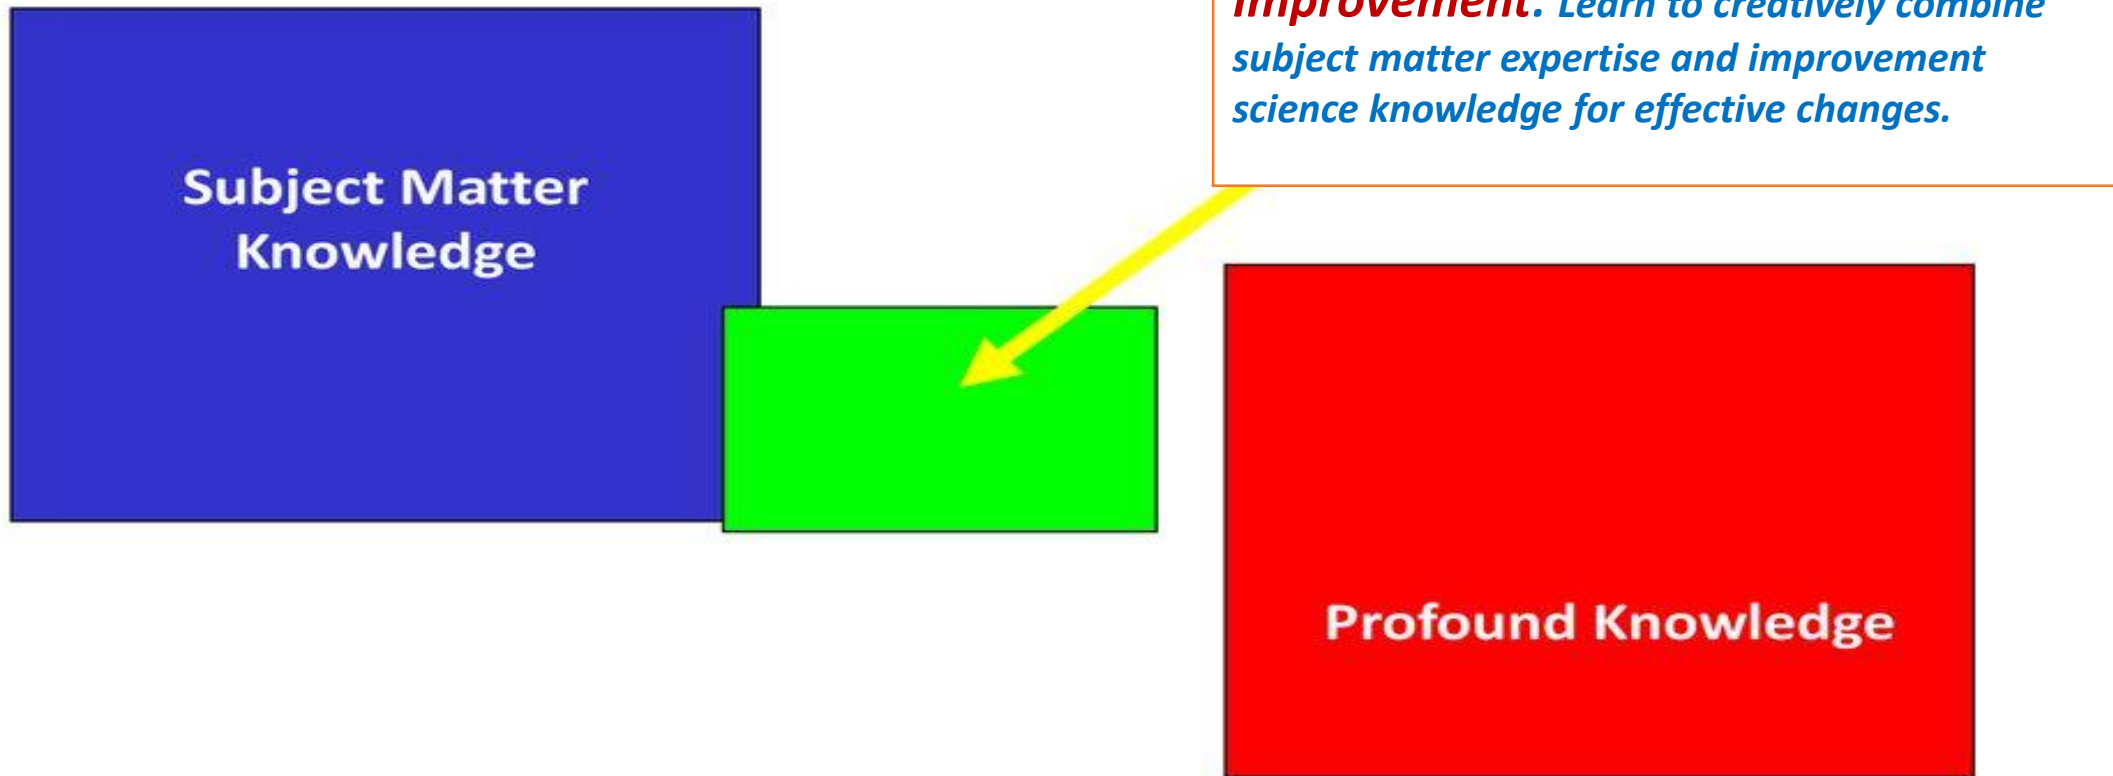 Improvement. Learn to creatively combine
subject matter expertise and improvement
science knowledge for effective changes.
Subject Matter
Knowledge
Profound Knowledge